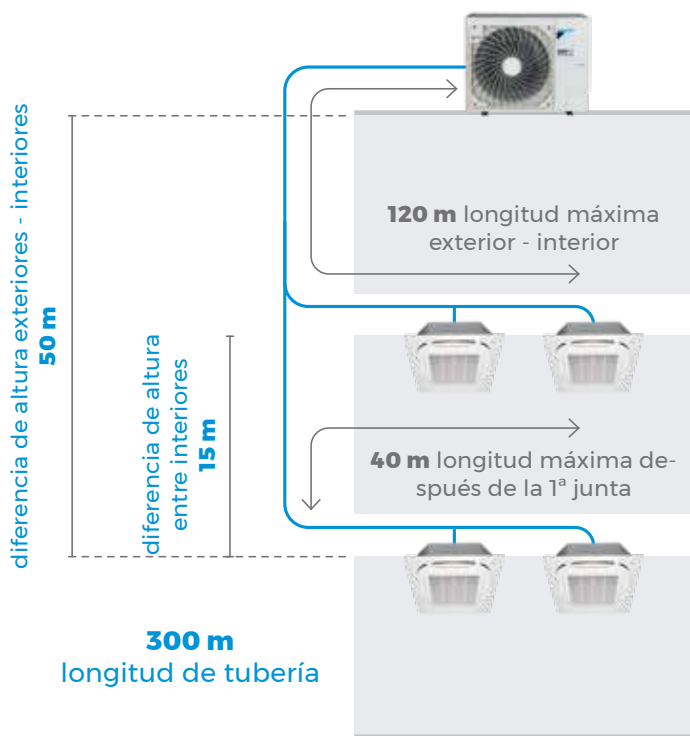 120 m longitud máxima
exterior - interior
diferencia de altura exteriores - interiores
50 m
diferencia de altura
entre interiores
15 m
40 m longitud máxima de-
spués de la 1ª junta
300 m
longitud de tubería